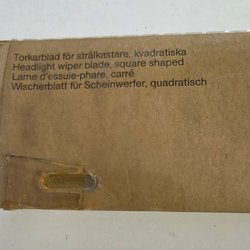 Torkarblad för strålkastare, kvadratiska
Headlight wiper blade, square shaped
Lame d'essuie-phare, carré
Wischerblatt für Scheinwerfer, quadratisch